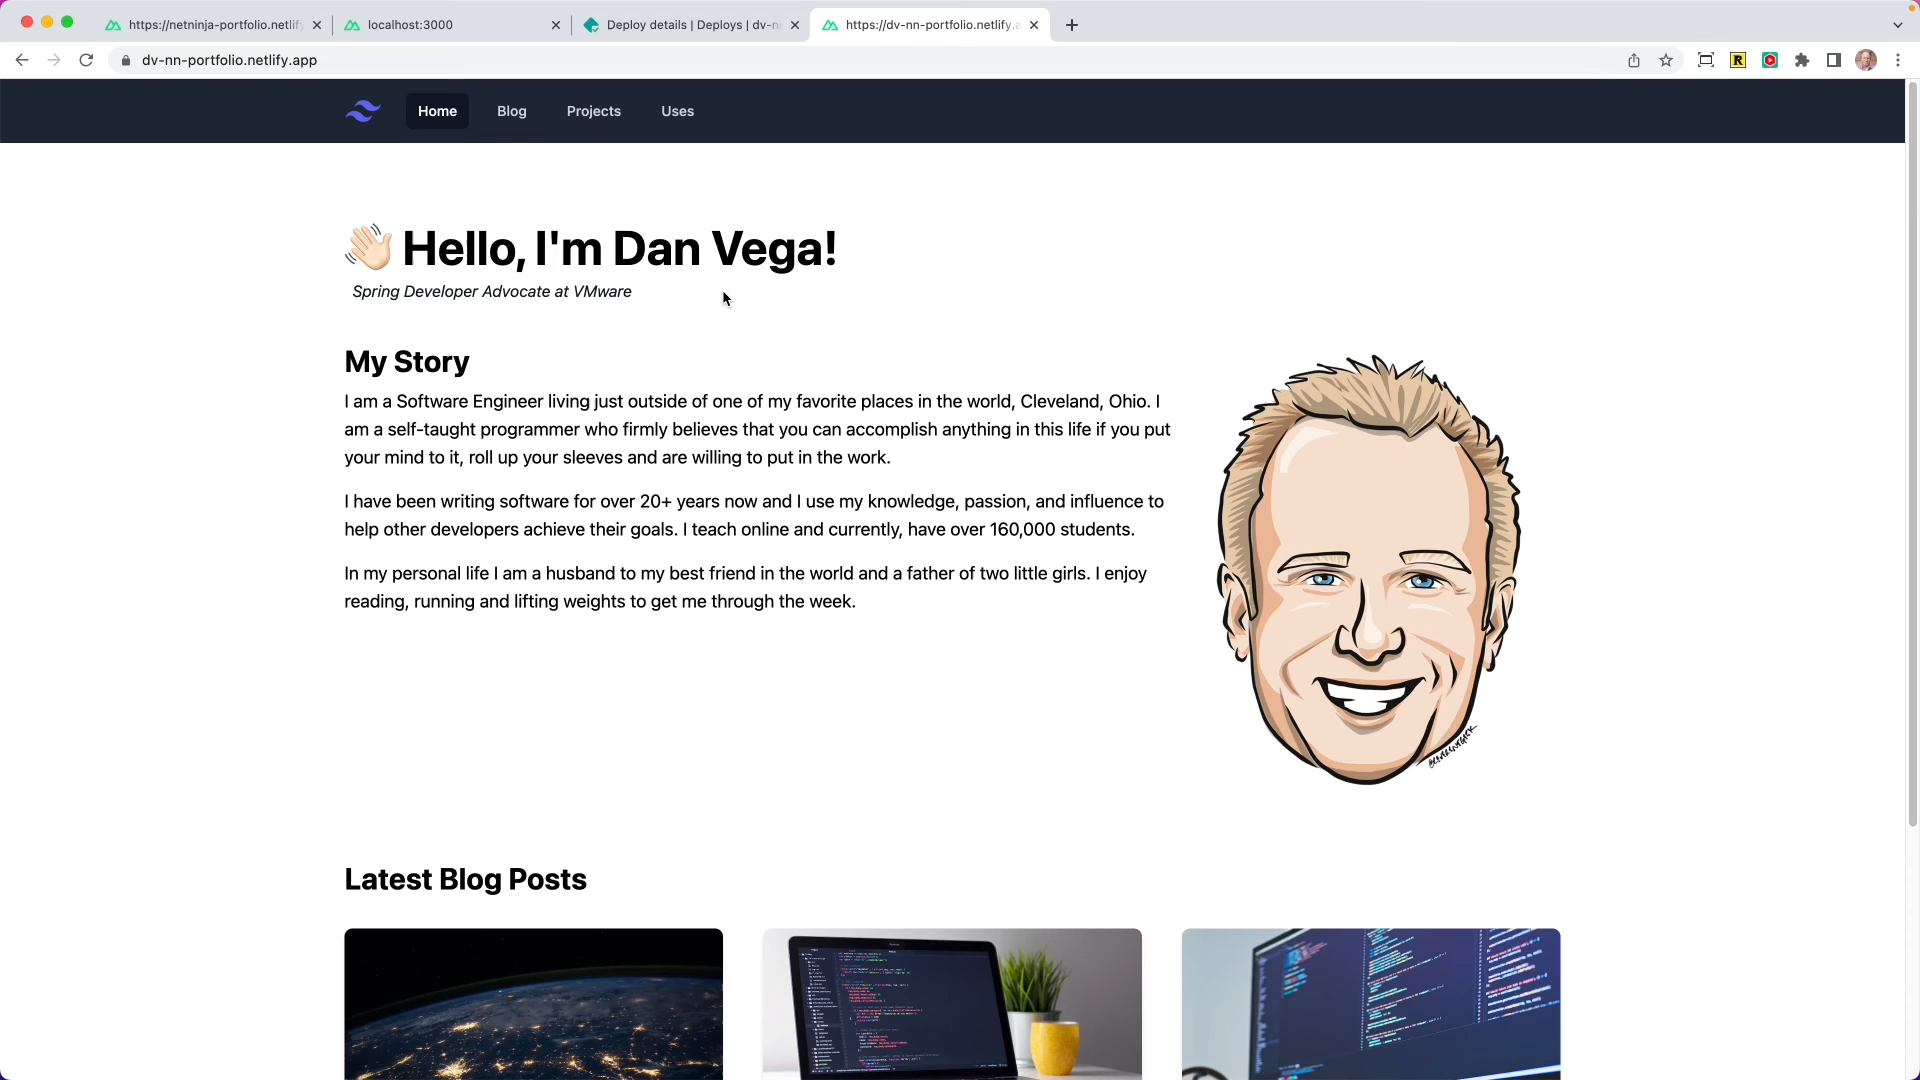 https://netninja-portfolio.netlify
localhost:3000
Deploy details | Deploys | dv-nn
https://dv-nn-portfolio.netlify.a
dv-nn-portfolio.netlify.app
Home
Blog
Projects
Uses
👋🏻 Hello, I'm Dan Vega!
Spring Developer Advocate at VMware
My Story
I am a Software Engineer living just outside of one of my favorite places in the world, Cleveland, Ohio. I
am a self-taught programmer who firmly believes that you can accomplish anything in this life if you put
your mind to it, roll up your sleeves and are willing to put in the work.
I have been writing software for over 20+ years now and I use my knowledge, passion, and influence to
help other developers achieve their goals. I teach online and currently, have over 160,000 students.
In my personal life I am a husband to my best friend in the world and a father of two little girls. I enjoy
reading, running and lifting weights to get me through the week.
Latest Blog Posts